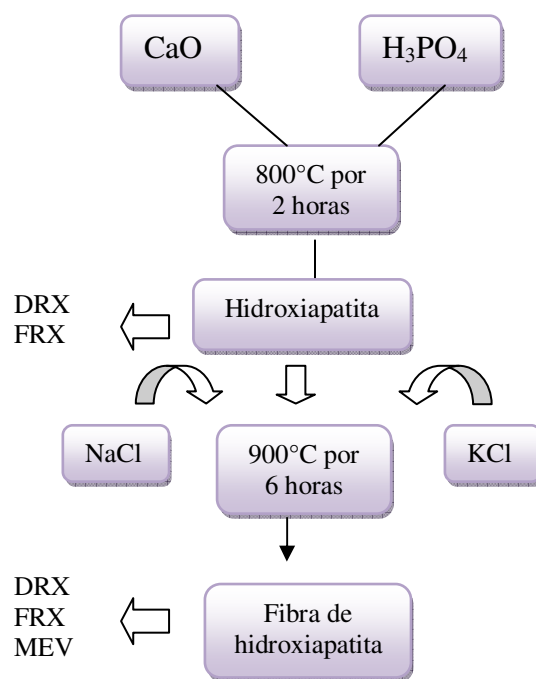 CaO
H₃PO₄
800°C por
2 horas
Hidroxiapatita
DRX
FRX
NaCl
900°C por
6 horas
KCl
DRX
FRX
MEV
Fibra de
hidroxiapatita